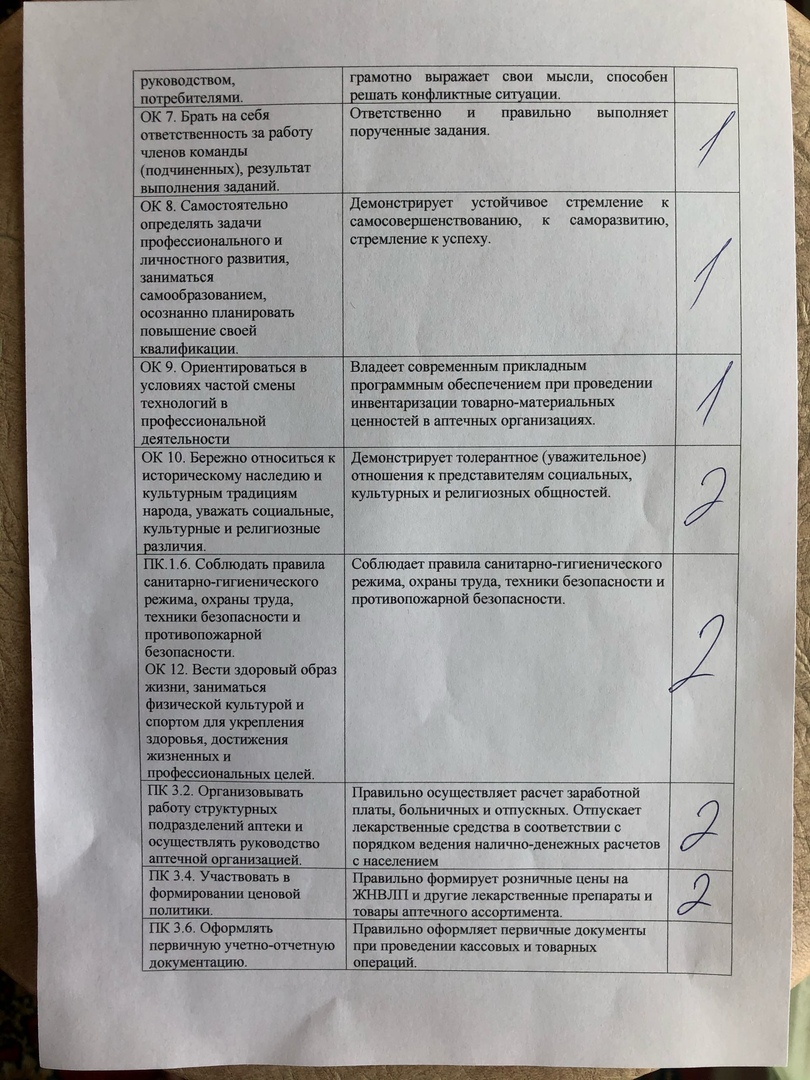 руководством,
потребителями.
грамотно выражает свои мысли, способен
решать конфликтные ситуации.
ОК 7. Брать на себя
ответственность за работу
членов команды
(подчиненных), результат
выполнения заданий.
Ответственно и правильно выполняет
порученные задания.
1
ОК 8. Самостоятельно
определять задачи
профессионального и
личностного развития,
заниматься
самообразованием,
осознанно планировать
повышение своей
квалификации.
Демонстрирует устойчивое стремление к
самосовершенствованию, к саморазвитию,
стремление к успеху.
1
ОК 9. Ориентироваться в
условиях частой смены
технологий в
профессиональной
деятельности
Владеет современным прикладным
программным обеспечением при проведении
инвентаризации товарно-материальных
ценностей в аптечных организациях.
1
ОК 10. Бережно относиться к
историческому наследию и
культурным традициям
народа, уважать социальные,
культурные и религиозные
различия.
Демонстрирует толерантное (уважительное)
отношения к представителям социальных,
культурных и религиозных общностей.
2
ПК.1.6. Соблюдать правила
санитарно-гигиенического
режима, охраны труда,
техники безопасности и
противопожарной
безопасности.
ОК 12. Вести здоровый образ
жизни, заниматься
физической культурой и
спортом для укрепления
здоровья, достижения
жизненных и
профессиональных целей.
Соблюдает правила санитарно-гигиенического
режима, охраны труда, техники безопасности и
противопожарной безопасности.
2
ПК 3.2. Организовывать
работу структурных
подразделений аптеки и
осуществлять руководство
аптечной организацией.
Правильно осуществляет расчет заработной
платы, больничных и отпускных. Отпускает
лекарственные средства в соответствии с
порядком ведения налично-денежных расчетов
с населением
2
ПК 3.4. Участвовать в
формировании ценовой
политики.
Правильно формирует розничные цены на
ЖНВЛП и другие лекарственные препараты и
товары аптечного ассортимента.
2
ПК 3.6. Оформлять
первичную учетно-отчетную
документацию.
Правильно оформляет первичные документы
при проведении кассовых и товарных
операций.